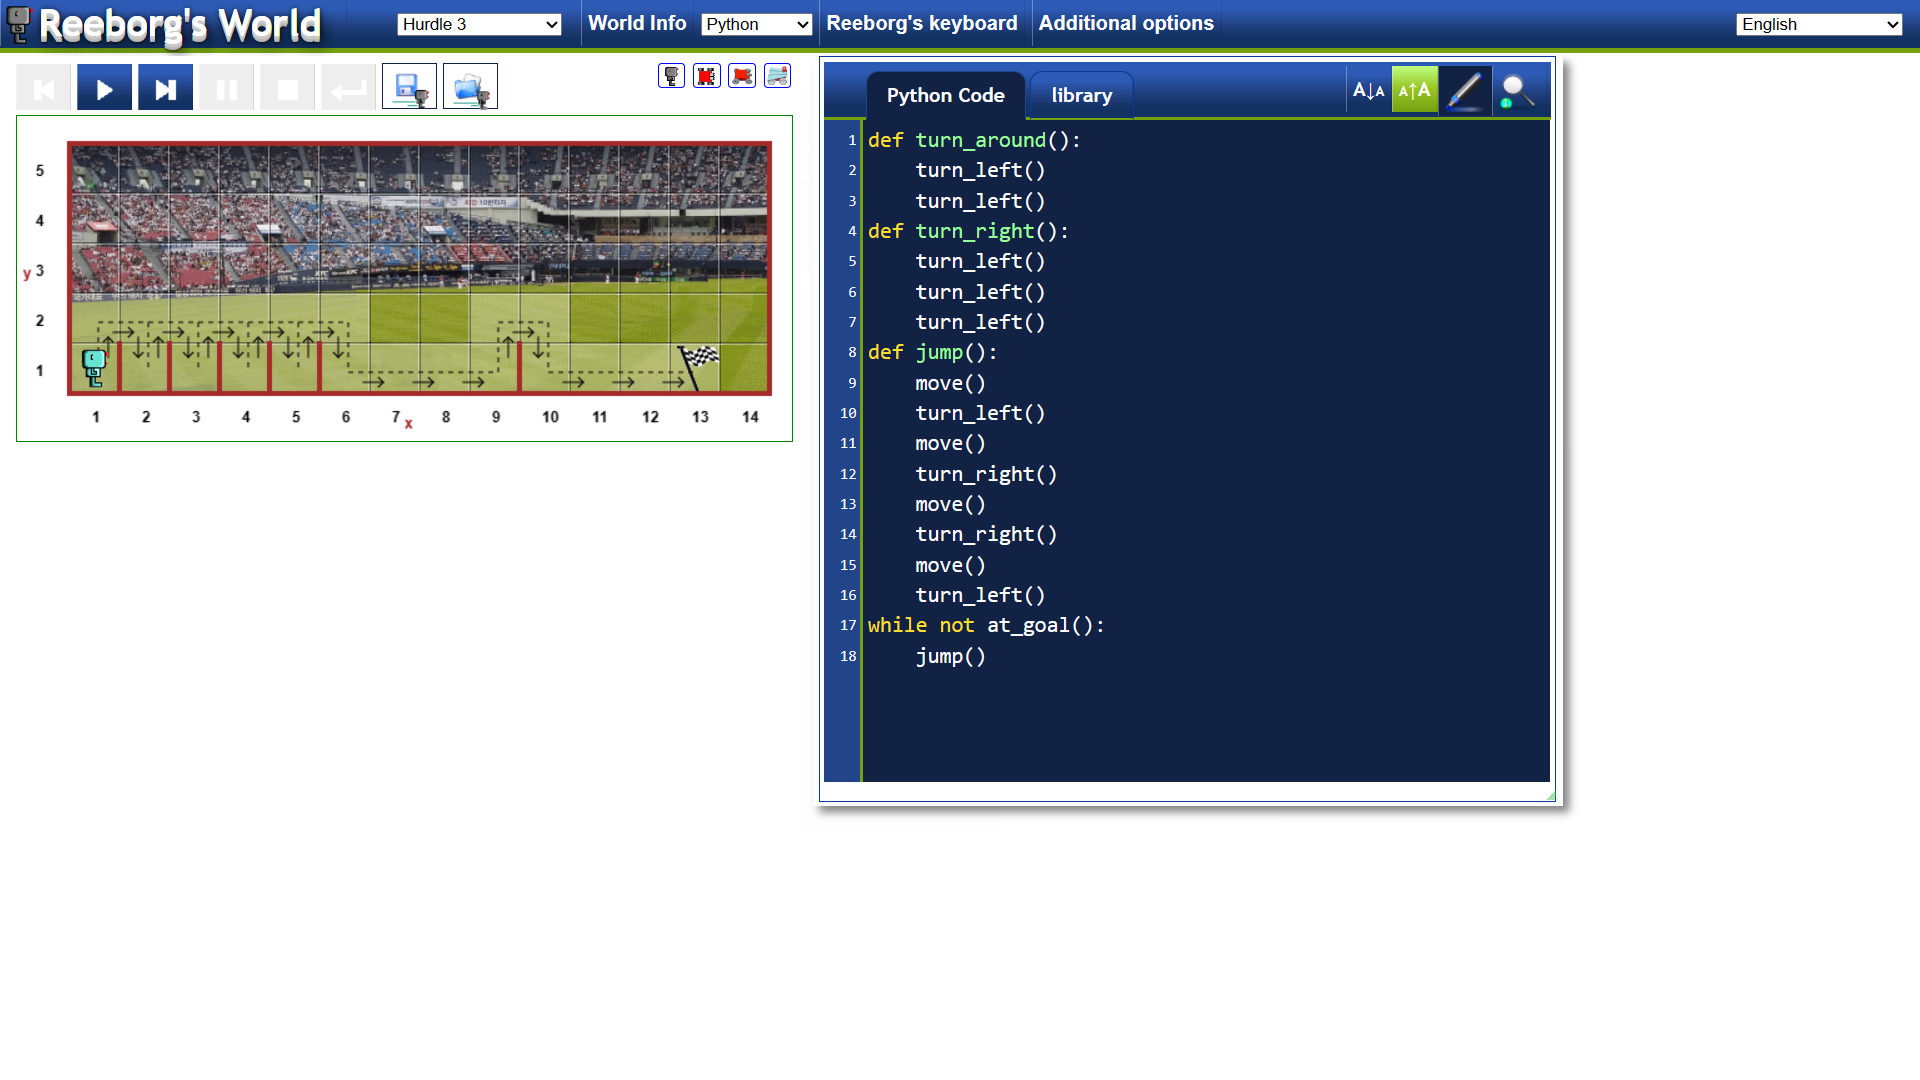 Reeborg's World
Hurdle 3
World Info
Python
Reeborg's keyboard
Additional options
English
Python Code
library
A↓A
A↑A
1 def turn_around():
2     turn_left()
3     turn_left()
4 def turn_right():
5     turn_left()
6     turn_left()
7     turn_left()
8 def jump():
9     move()
10     turn_left()
11     move()
12     turn_right()
13     move()
14     turn_right()
15     move()
16     turn_left()
17 while not at_goal():
18     jump()
5
4
y 3
2
1
1 2 3 4 5 6 7 x 8 9 10 11 12 13 14